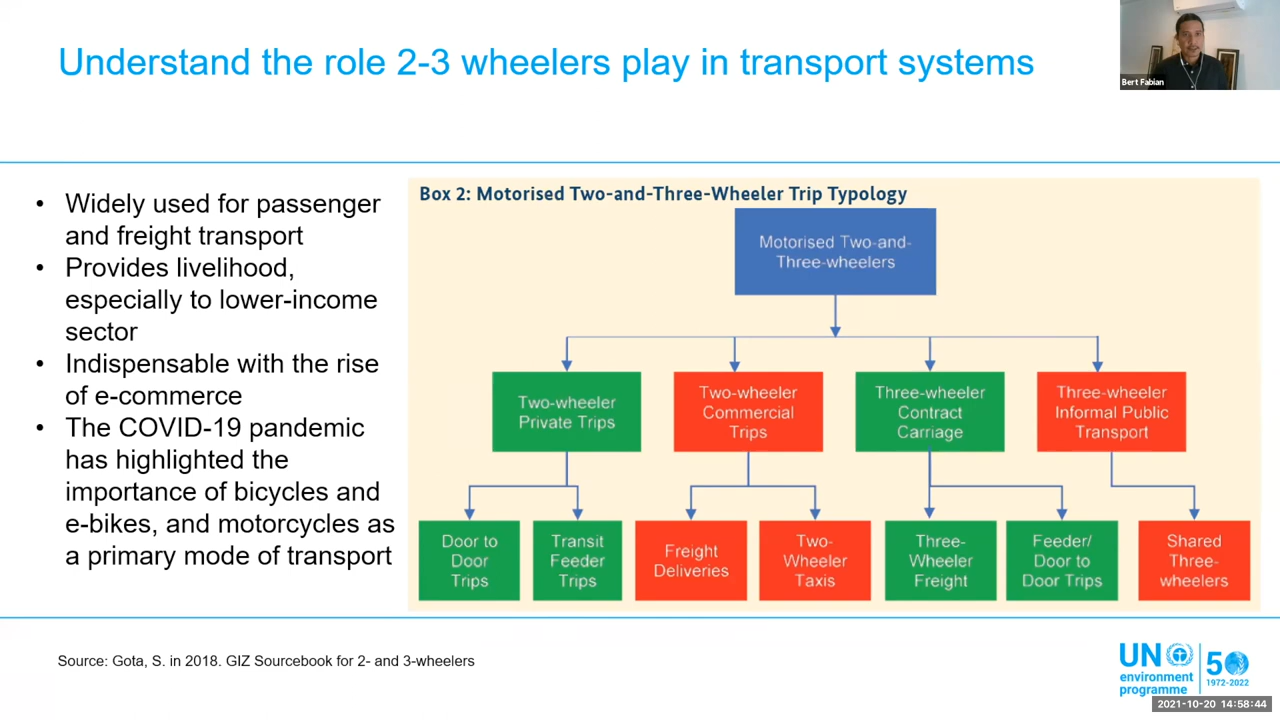 Understand the role 2-3 wheelers play in transport systems
Bert Fabian
• Widely used for passenger
and freight transport
• Provides livelihood,
especially to lower-income
sector
• Indispensable with the rise
of e-commerce
• The COVID-19 pandemic
has highlighted the
importance of bicycles and
e-bikes, and motorcycles as
a primary mode of transport
Box 2: Motorised Two-and-Three-Wheeler Trip Typology
Motorised Two-and-
Three-wheelers
Two-wheeler
Private Trips
Two-wheeler
Commercial
Trips
Three-wheeler
Contract
Carriage
Three-wheeler
Informal Public
Transport
Door to
Door
Trips
Transit
Feeder
Trips
Freight
Deliveries
Two-
Wheeler
Taxis
Three-
Wheeler
Freight
Feeder/
Door to
Door Trips
Shared
Three-
wheelers
Source: Gota, S. in 2018. GIZ Sourcebook for 2- and 3-wheelers
UN
environment
programme
50
1972-2022
2021-10-20 14:58:44